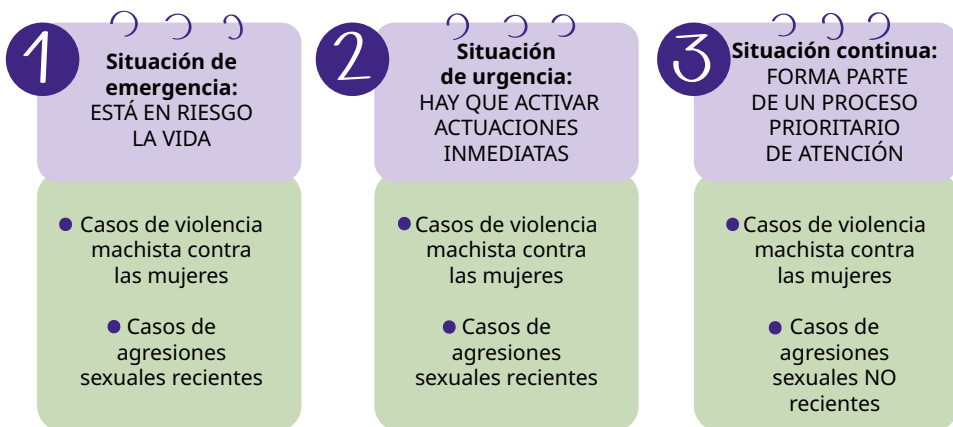 1
Situación de
emergencia:
ESTÁ EN RIESGO
LA VIDA
Casos de violencia
machista contra
las mujeres
Casos de
agresiones
sexuales recientes
2
Situación
de urgencia:
HAY QUE ACTIVAR
ACTUACIONES
INMEDIATAS
Casos de violencia
machista contra
las mujeres
Casos de
agresiones
sexuales recientes
3
Situación continua:
FORMA PARTE
DE UN PROCESO
PRIORITARIO
DE ATENCIÓN
Casos de violencia
machista contra
las mujeres
Casos de
agresiones
sexuales NO
recientes